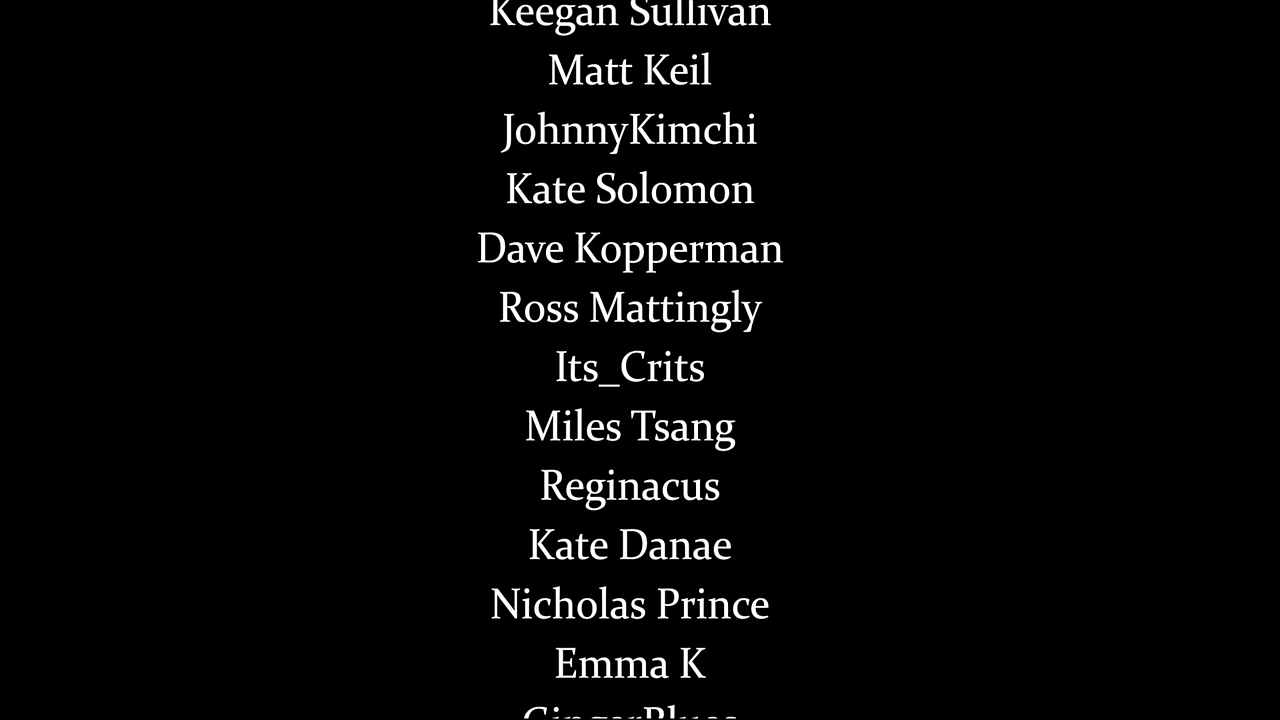 Keegan Sullivan
Matt Keil
JohnnyKimchi
Kate Solomon
Dave Kopperman
Ross Mattingly
Its_Crits
Miles Tsang
Reginacus
Kate Danae
Nicholas Prince
Emma K